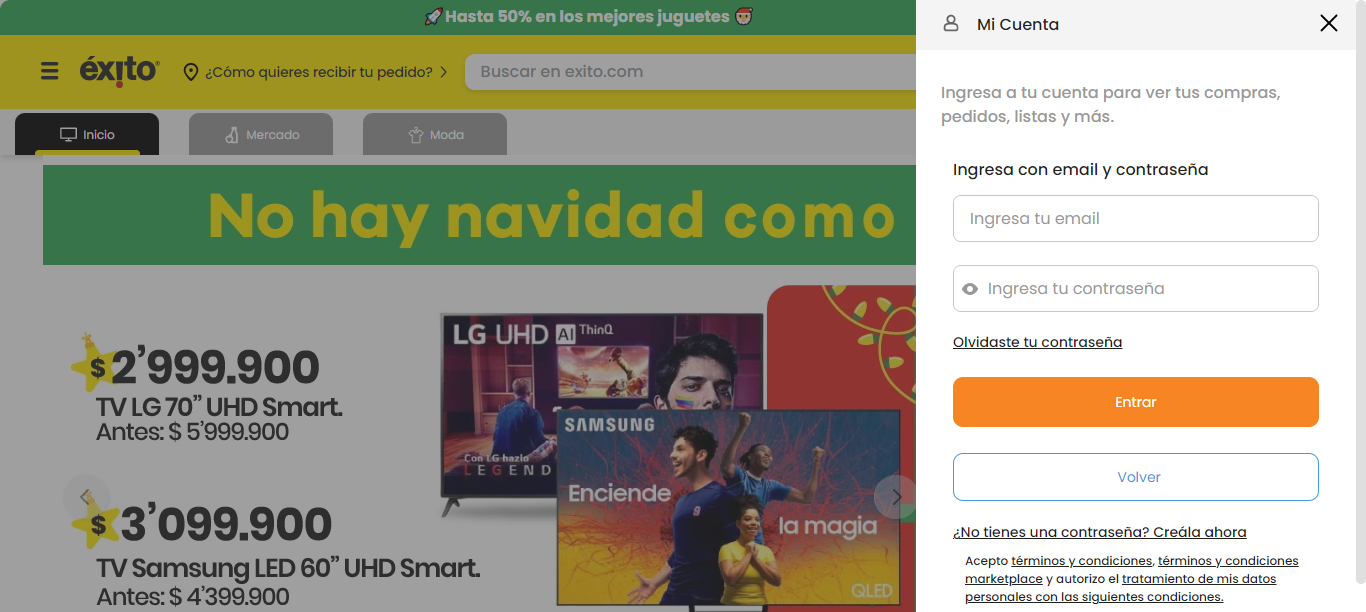 🚀 Hasta 50% en los mejores juguetes 🎅
éxito
¿Cómo quieres recibir tu pedido?
Buscar en exito.com
Inicio
Mercado
Moda
No hay navidad como
$ 2’999.900
TV LG 70” UHD Smart.
Antes: $ 5’999.900
$ 3’099.900
TV Samsung LED 60” UHD Smart.
Antes: $ 4’399.900
LG UHD AI ThinQ
Con LG hazlo
LEGEND
SAMSUNG
Enciende
la magia
QLED
Mi Cuenta
Ingresa a tu cuenta para ver tus compras,
pedidos, listas y más.
Ingresa con email y contraseña
Ingresa tu email
Ingresa tu contraseña
Olvidaste tu contraseña
Entrar
Volver
¿No tienes una contraseña? Creála ahora
Acepto términos y condiciones, términos y condiciones
marketplace y autorizo el tratamiento de mis datos
personales con las siguientes condiciones.